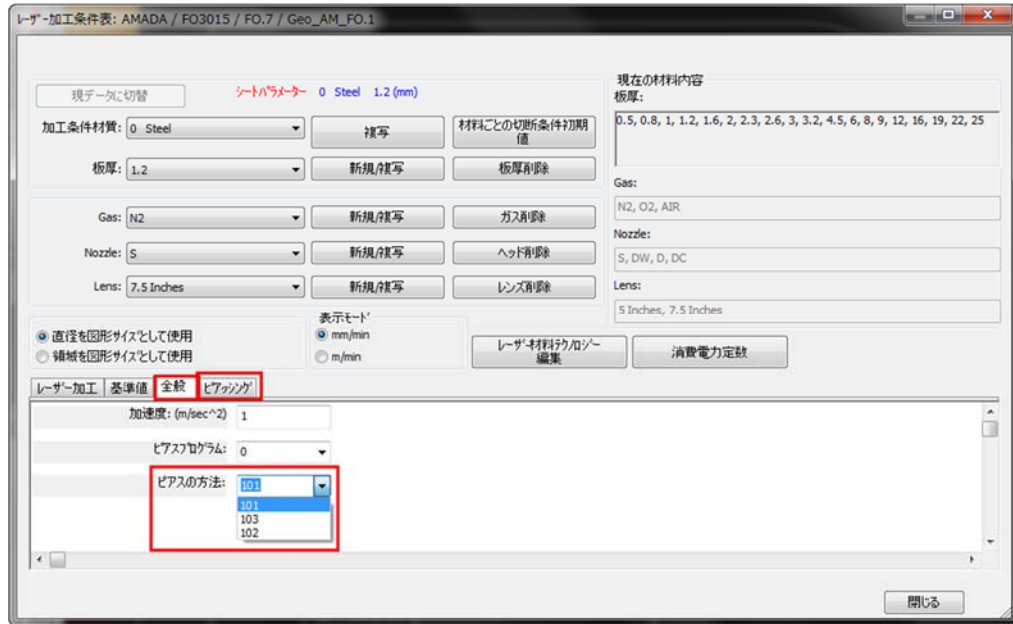 ﾚｰｻﾞｰ加工条件表: AMADA / FO3015 / FO.7 / Geo_AM_FO.1
現ﾃﾞｰﾀに切替
ｼｰﾄﾊﾟﾗﾒｰﾀｰ 0 Steel 1.2 (mm)
加工条件材質: 0 Steel
複写
材料ごとの切断条件初期
値
板厚: 1.2
新規/複写
板厚削除
Gas: N2
新規/複写
ガス削除
Nozzle: S
新規/複写
ヘッド削除
Lens: 7.5 Inches
新規/複写
レンズ削除
現在の材料内容
板厚:
0.5, 0.8, 1, 1.2, 1.6, 2, 2.3, 2.6, 3, 3.2, 4.5, 6, 8, 9, 12, 16, 19, 22, 25
Gas:
N2, O2, AIR
Nozzle:
S, DW, D, DC
Lens:
5 Inches, 7.5 Inches
直径を図形ｻｲｽﾞとして使用
領域を図形ｻｲｽﾞとして使用
表示ﾓｰﾄﾞ
mm/min
m/min
ﾚｰｻﾞｰ材料ﾃｸﾉﾛｼﾞｰ
編集
消費電力定数
ﾚｰｻﾞｰ加工 基準値 全般 ﾋﾟｱｯｼﾝｸﾞ
加速度: (m/sec^2) 1
ﾋﾟｱｽﾌﾟﾛｸﾞﾗﾑ: 0
ﾋﾟｱｽの方法: 101
101
103
102
閉じる